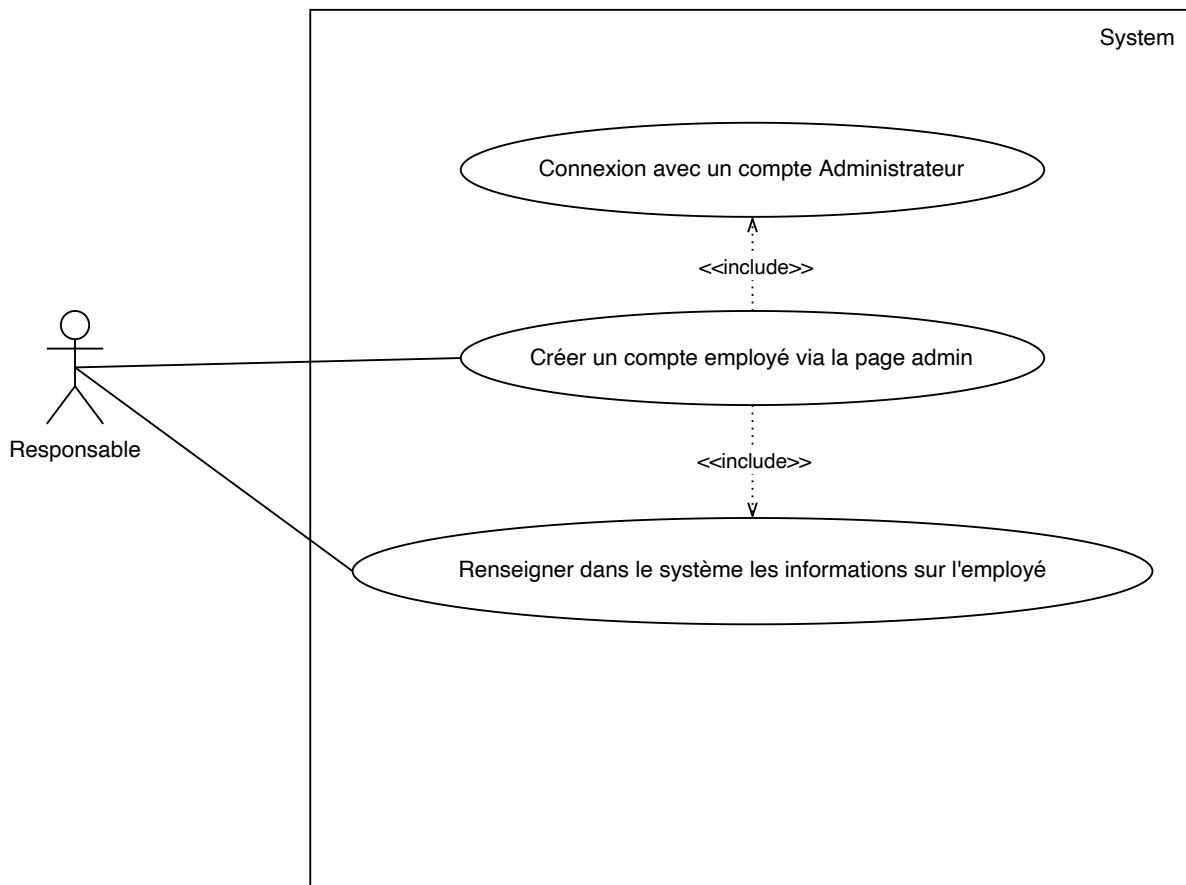 System
Connexion avec un compte Administrateur
<<include>>
Créer un compte employé via la page admin
Responsable
<<include>>
Renseigner dans le système les informations sur l'employé